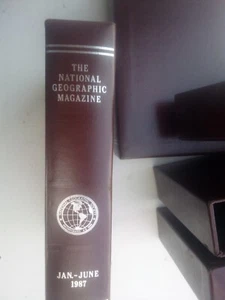 THE
NATIONAL
GEOGRAPHIC
MAGAZINE
JAN.-JUNE
1987